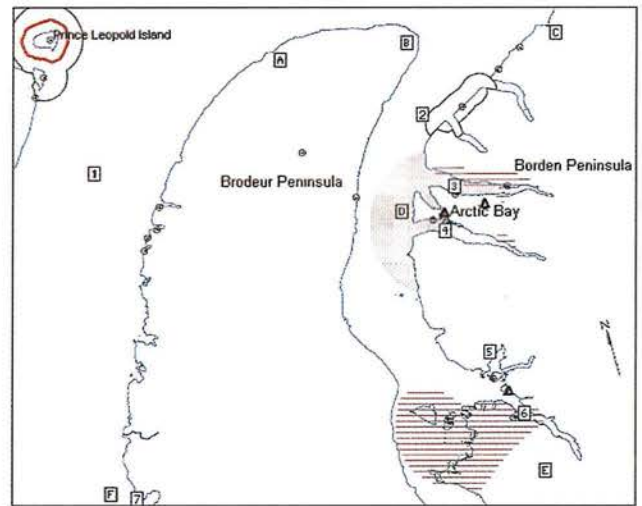 Prince Leopold Island
A
B
C
2
1
Brodeur Peninsula
Borden Peninsula
3
D
Arctic Bay
4
N
5
6
E
F
7